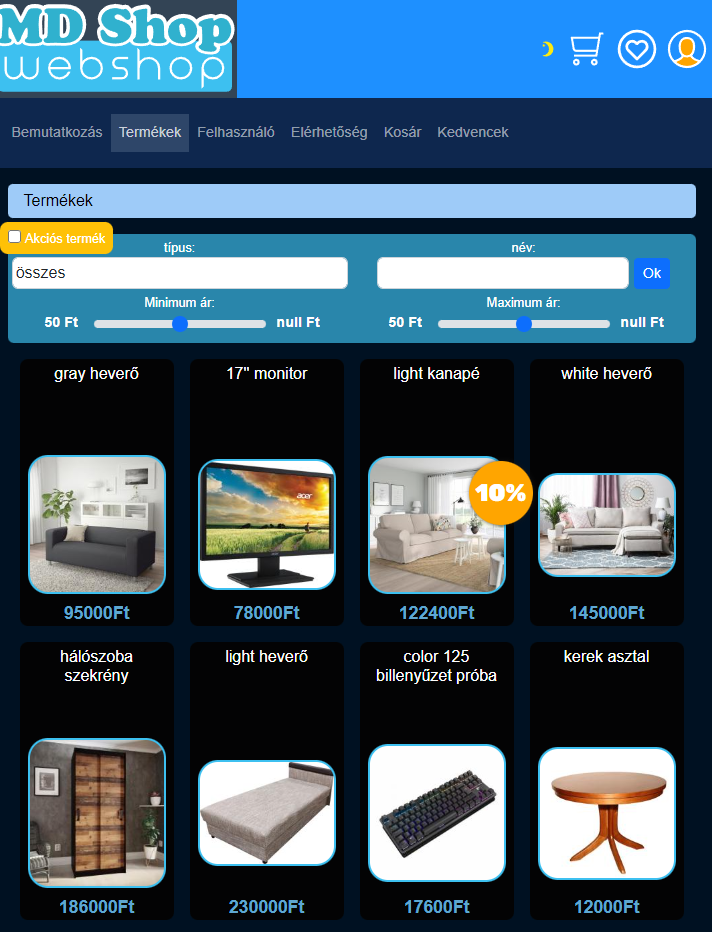 MD Shop
webshop
Bemutatkozás Termékek Felhasználó Elérhetőség Kosár Kedvencek
Termékek
Akciós termék
típus: név:
összes Ok
Minimum ár: Maximum ár:
50 Ft null Ft 50 Ft null Ft
gray heverő
95000Ft
17" monitor
acer
78000Ft
light kanapé
10%
122400Ft
white heverő
145000Ft
hálószoba
szekrény
186000Ft
light heverő
230000Ft
color 125
billenyűzet próba
17600Ft
kerek asztal
12000Ft